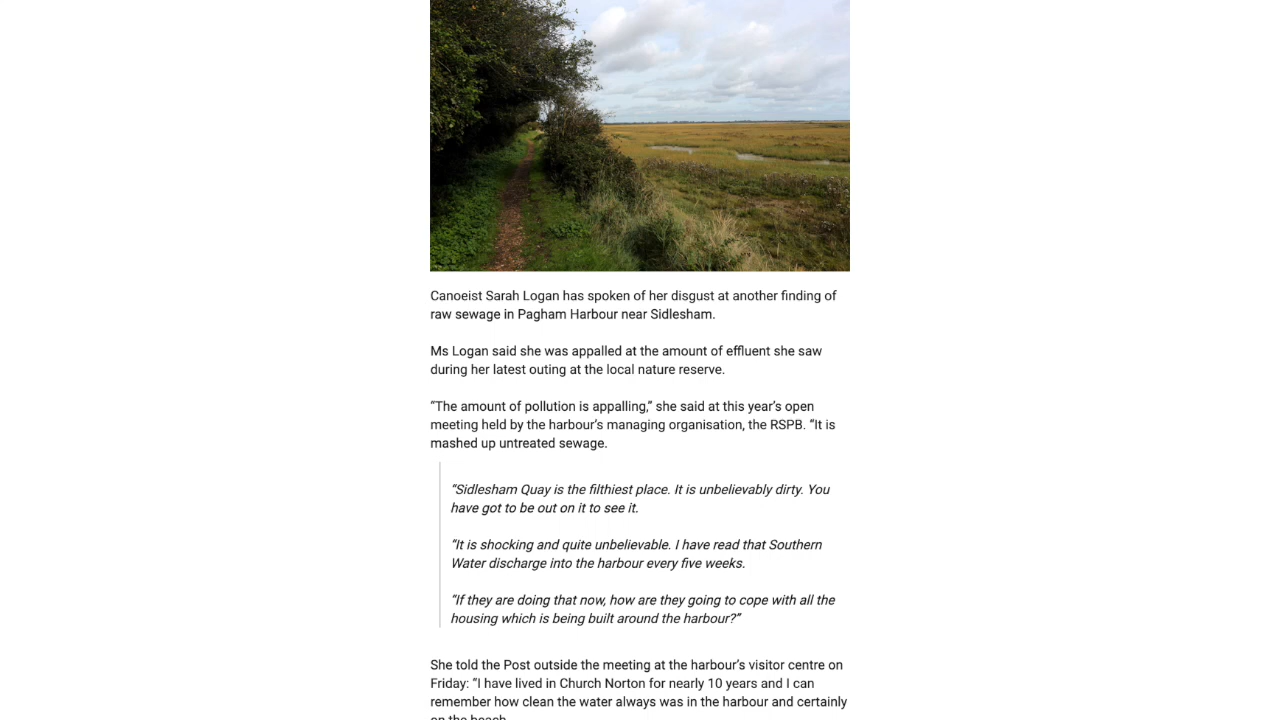 Canoeist Sarah Logan has spoken of her disgust at another finding of
raw sewage in Pagham Harbour near Sidlesham.
Ms Logan said she was appalled at the amount of effluent she saw
during her latest outing at the local nature reserve.
“The amount of pollution is appalling,” she said at this year’s open
meeting held by the harbour’s managing organisation, the RSPB. “It is
mashed up untreated sewage.
“Sidlesham Quay is the filthiest place. It is unbelievably dirty. You
have got to be out on it to see it.
“It is shocking and quite unbelievable. I have read that Southern
Water discharge into the harbour every five weeks.
“If they are doing that now, how are they going to cope with all the
housing which is being built around the harbour?”
She told the Post outside the meeting at the harbour’s visitor centre on
Friday: “I have lived in Church Norton for nearly 10 years and I can
remember how clean the water always was in the harbour and certainly
on the beach.